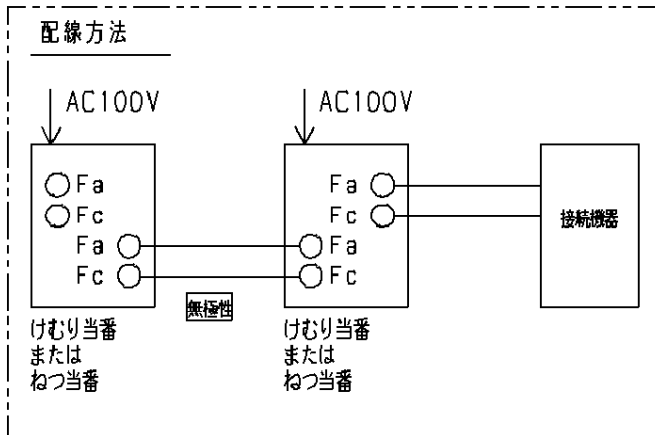 配線方法
AC100V
AC100V
Fa
Fc
Fa
Fc
Fa
Fc
Fa
Fc
接続機器
無極性
けむり当番
または
ねつ当番
けむり当番
または
ねつ当番